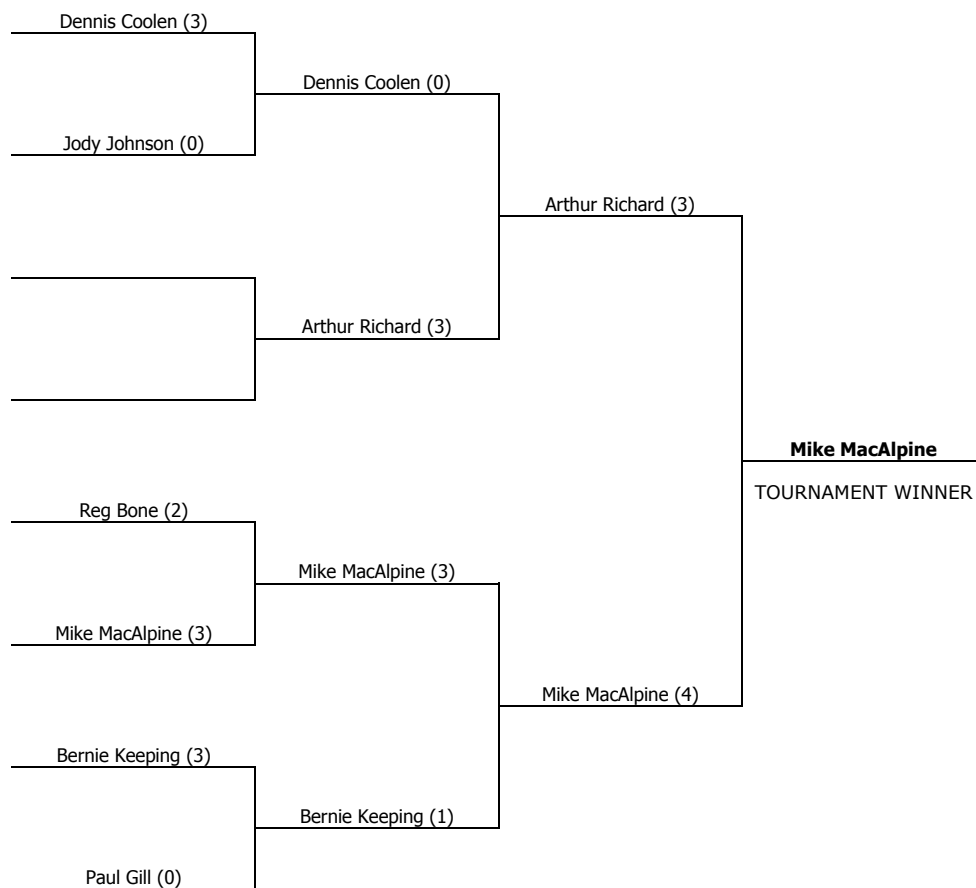 Dennis Coolen (3)
Dennis Coolen (0)
Jody Johnson (0)
Arthur Richard (3)
Arthur Richard (3)
Mike MacAlpine
TOURNAMENT WINNER
Reg Bone (2)
Mike MacAlpine (3)
Mike MacAlpine (3)
Mike MacAlpine (4)
Bernie Keeping (3)
Bernie Keeping (1)
Paul Gill (0)